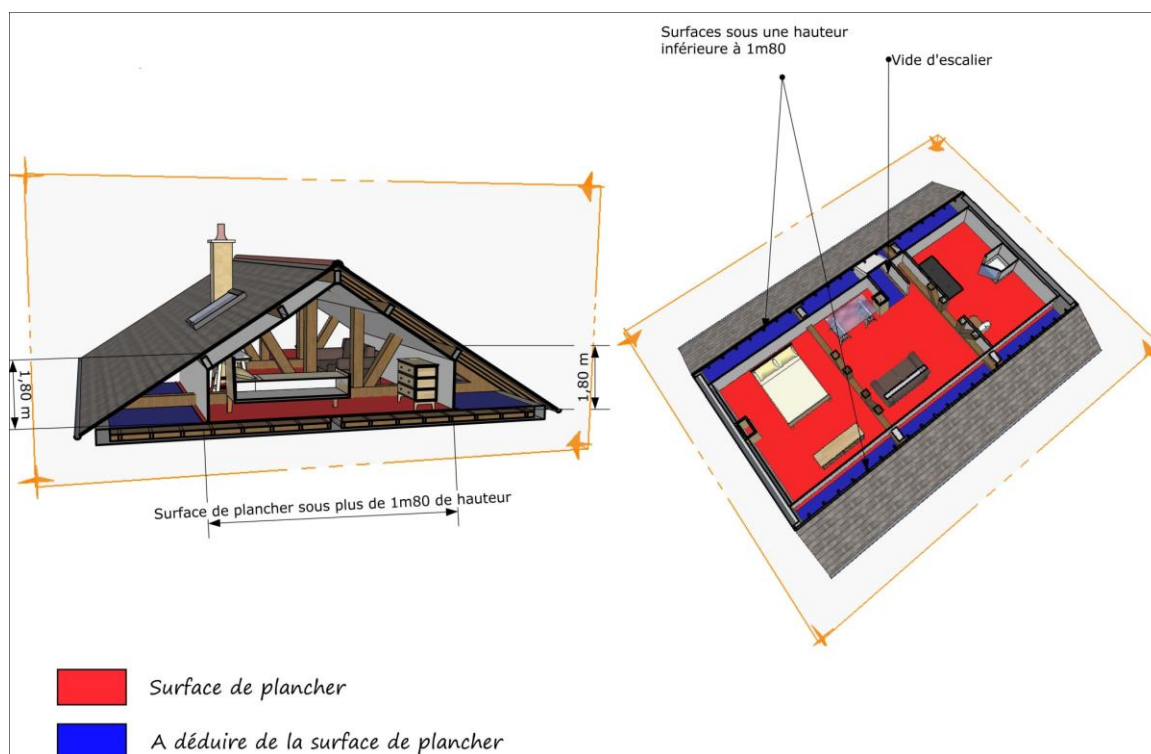 Surfaces sous une hauteur
inférieure à 1m80
Vide d'escalier
1,80 m
1,80 m
Surface de plancher sous plus de 1m80 de hauteur
Surface de plancher
A déduire de la surface de plancher